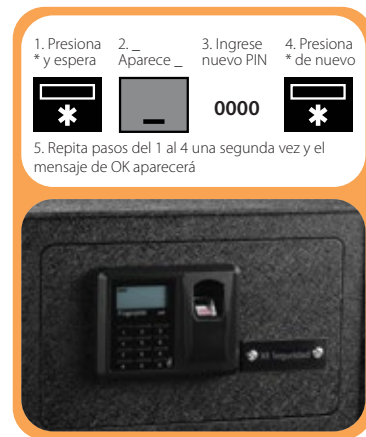 1. Presiona
* y espera
2. _
Aparece _
3. Ingrese
nuevo PIN
4. Presiona
* de nuevo
*
_
0000
*
5. Repita pasos del 1 al 4 una segunda vez y el
mensaje de OK aparecerá
Seguridad